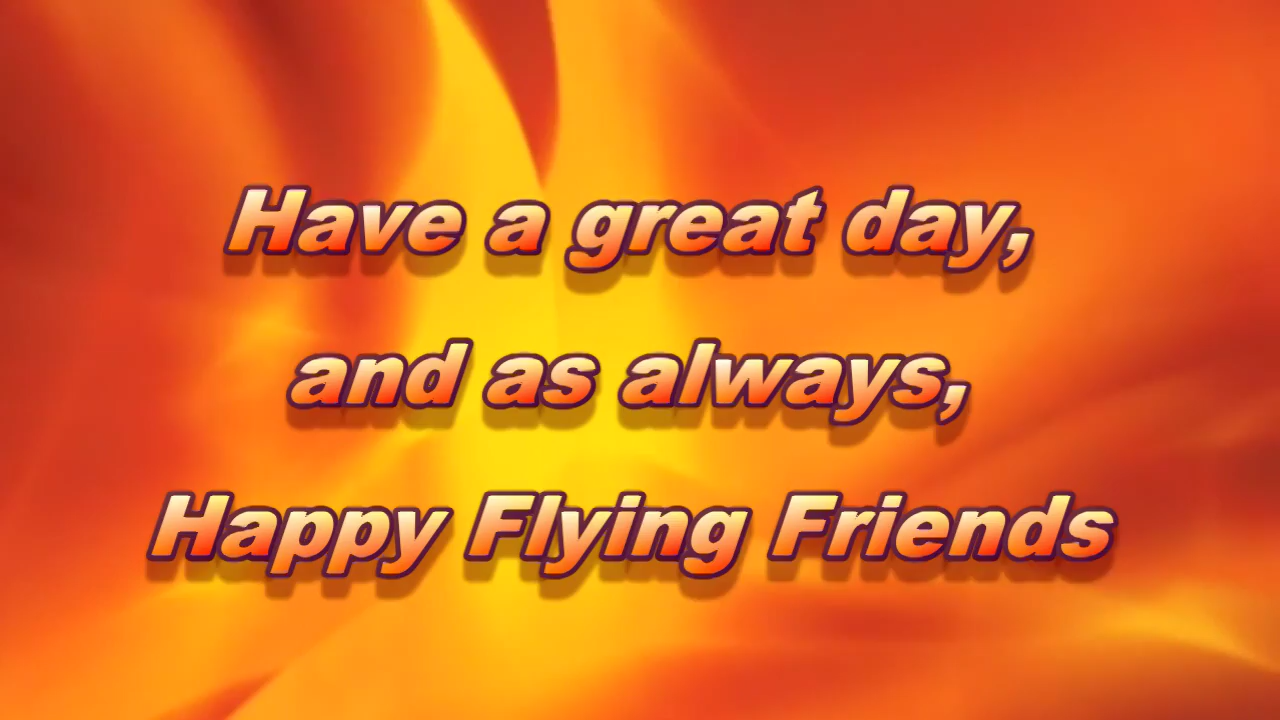 Have a great day,
and as always,
Happy Flying Friends